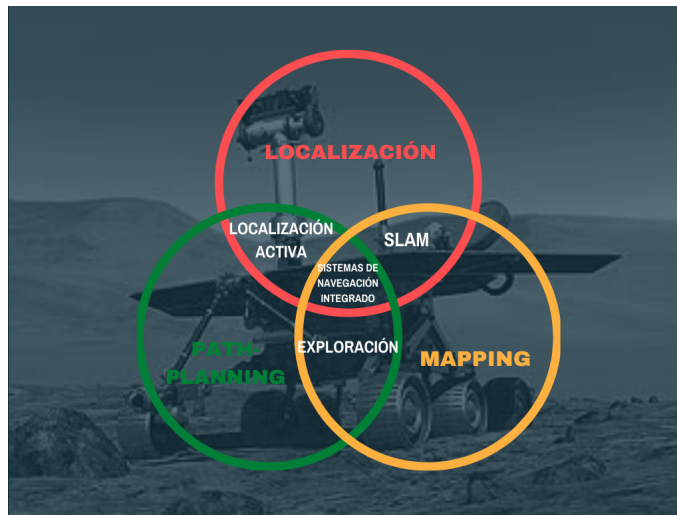 LOCALIZACIÓN
LOCALIZACIÓN
ACTIVA
SLAM
SISTEMAS DE
NAVEGACIÓN
INTEGRADO
EXPLORACIÓN
PATH
PLANNING
MAPPING